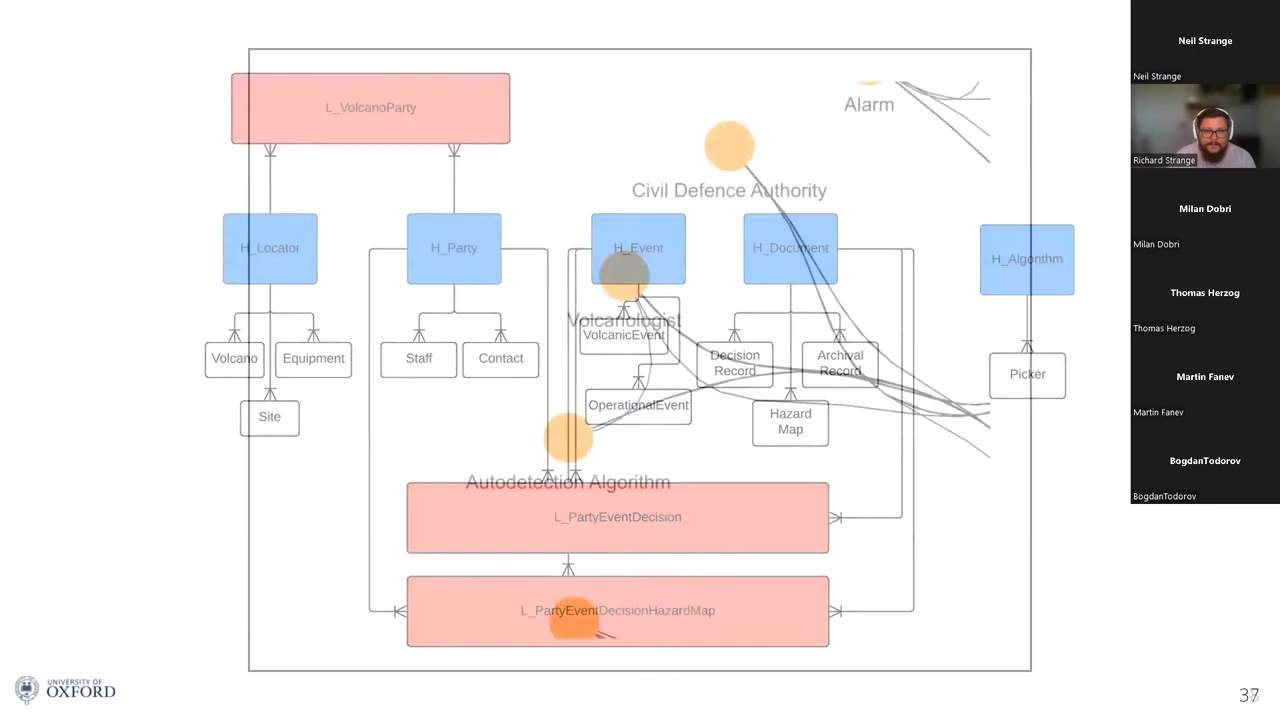 L_VolcanoParty
Alarm
Civil Defence Authority
H_Locator
H_Party
H_Event
H_Document
H_Algorithm
Volcanologist
VolcanicEvent
Volcano
Equipment
Staff
Contact
Decision
Record
Archival
Record
Picker
Site
OperationalEvent
Hazard
Map
Autodetection Algorithm
L_PartyEventDecision
L_PartyEventDecisionHazardMap
UNIVERSITY OF
OXFORD
Neil Strange
Neil Strange
Richard Strange
Milan Dobri
Milan Dobri
Thomas Herzog
Thomas Herzog
Martin Fanev
Martin Fanev
BogdanTodorov
BogdanTodorov